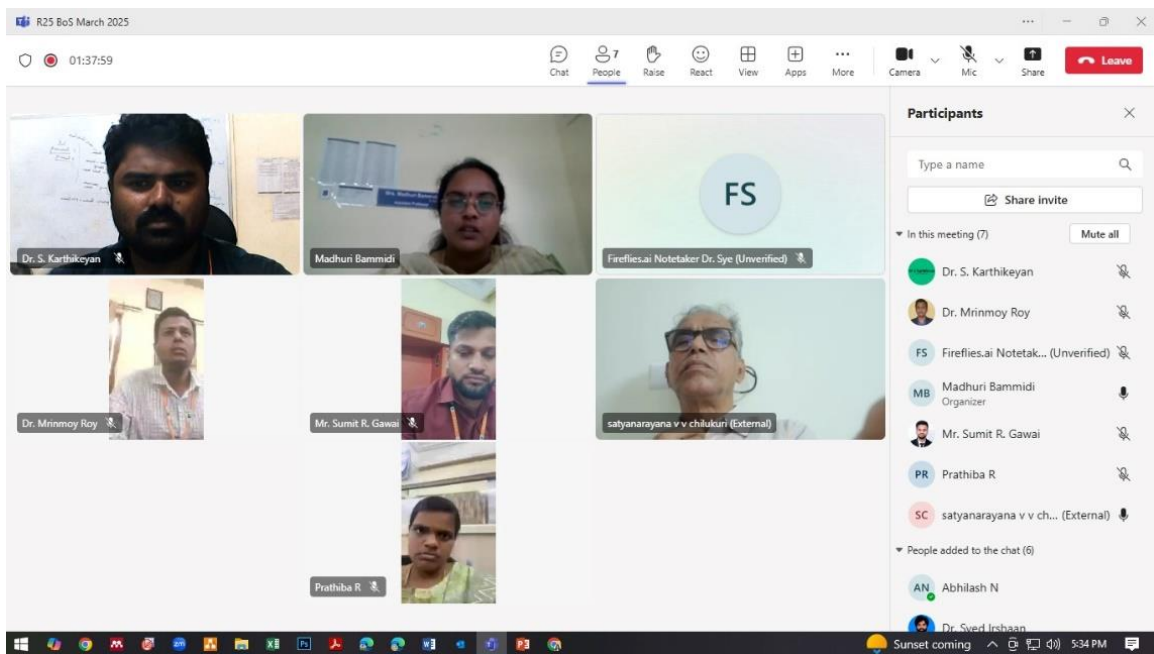 R25 BoS March 2025
01:37:59
Chat
7
People
Raise
React
View
Apps
More
Camera
Mic
Share
Leave
Dr. S. Karthikeyan
Madhuri Bammidi
FS
Fireflies.ai Notetaker Dr. Sye (Unverified)
Dr. Mrinmoy Roy
Mr. Sumit R. Gawai
satyanarayana v v chilukuri (External)
Prathiba R
Participants
Type a name
Share invite
In this meeting (7)
Mute all
Dr. S. Karthikeyan
Dr. Mrinmoy Roy
FS Fireflies.ai Notetak... (Unverified)
MB Madhuri Bammidi
Organizer
Mr. Sumit R. Gawai
PR Prathiba R
SC satyanarayana v v ch... (External)
People added to the chat (6)
AN Abhilash N
Dr. Syed Irshaan
Sunset coming
5:34 PM